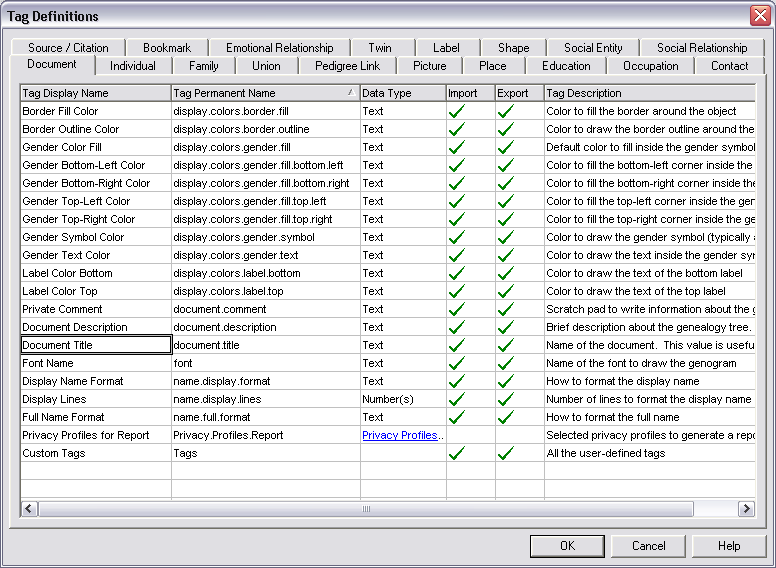 Tag Definitions
Source / Citation Bookmark Emotional Relationship Twin Label Shape Social Entity Social Relationship
Document Individual Family Union Pedigree Link Picture Place Education Occupation Contact
Tag Display Name Tag Permanent Name Data Type Import Export Tag Description
Border Fill Color display.colors.border.fill Text Color to fill the border around the object
Border Outline Color display.colors.border.outline Text Color to draw the border outline around the
Gender Color Fill display.colors.gender.fill Text Default color to fill inside the gender symbol
Gender Bottom-Left Color display.colors.gender.fill.bottom.left Text Color to fill the bottom-left corner inside the
Gender Bottom-Right Color display.colors.gender.fill.bottom.right Text Color to fill the bottom-right corner inside the
Gender Top-Left Color display.colors.gender.fill.top.left Text Color to fill the top-left corner inside the gen
Gender Top-Right Color display.colors.gender.fill.top.right Text Color to fill the top-right corner inside the ge
Gender Symbol Color display.colors.gender.symbol Text Color to draw the gender symbol (typically
Gender Text Color display.colors.gender.text Text Color to draw the text inside the gender sy
Label Color Bottom display.colors.label.bottom Text Color to draw the text of the bottom label
Label Color Top display.colors.label.top Text Color to draw the text of the top label
Private Comment document.comment Text Scratch pad to write information about the g
Document Description document.description Text Brief description about the genealogy tree.
Document Title document.title Text Name of the document. This value is usefu
Font Name font Text Name of the font to draw the genogram
Display Name Format name.display.format Text How to format the display name
Display Lines name.display.lines Number(s) Number of lines to format the display name
Full Name Format name.full.format Text How to format the full name
Privacy Profiles for Report Privacy.Profiles.Report Privacy Profiles.. Selected privacy profiles to generate a repo
Custom Tags Tags All the user-defined tags
OK Cancel Help